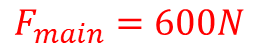 F_main = 600N